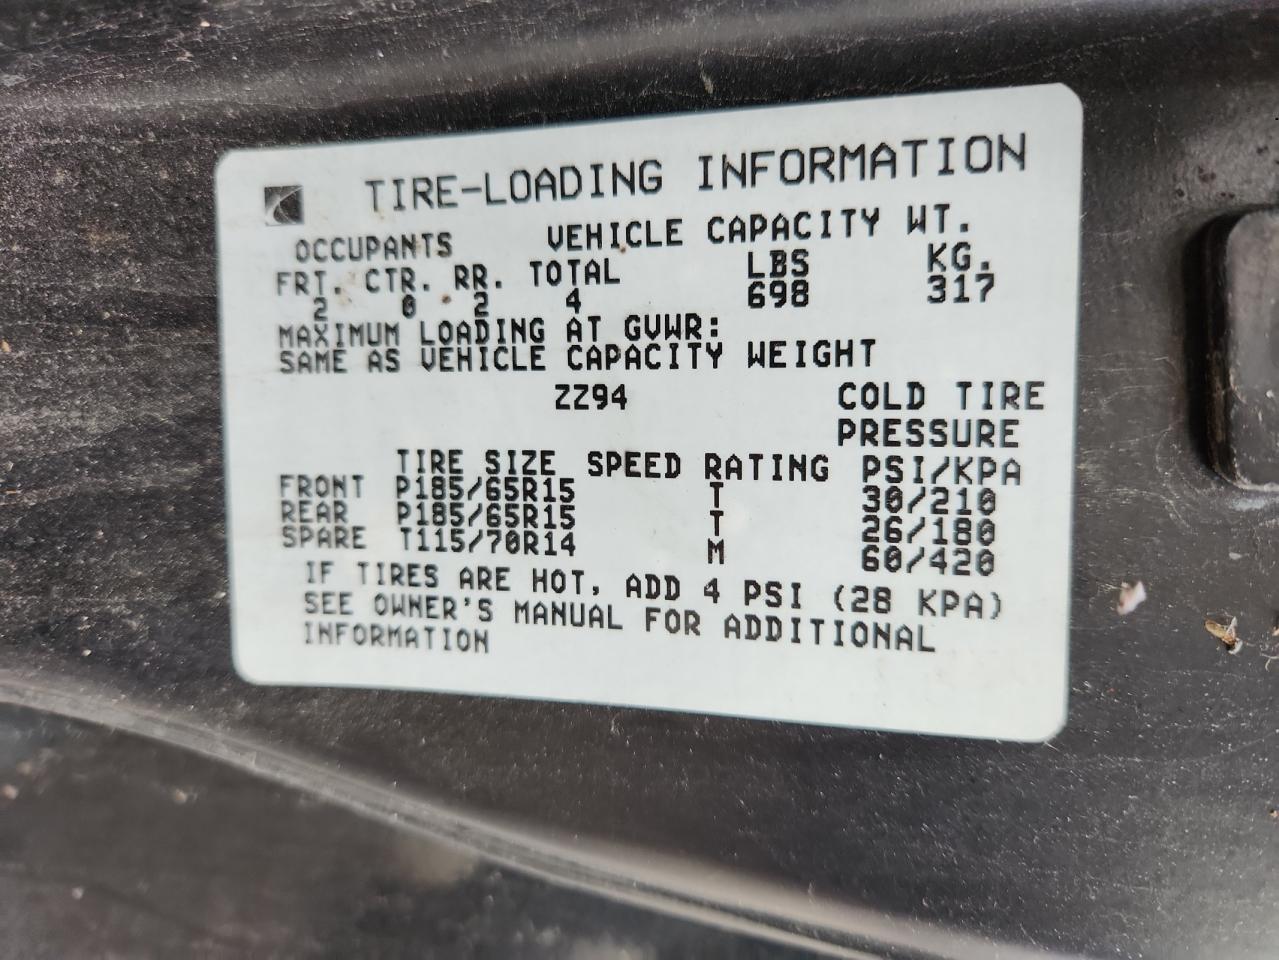 TIRE-LOADING INFORMATION
OCCUPANTS VEHICLE CAPACITY WT.
FRT. CTR. RR. TOTAL LBS KG.
2 0 2 4 698 317
MAXIMUM LOADING AT GVWR:
SAME AS VEHICLE CAPACITY WEIGHT
ZZ94 COLD TIRE
PRESSURE
TIRE SIZE SPEED RATING PSI/KPA
FRONT P185/65R15 T 30/210
REAR P185/65R15 T 26/180
SPARE T115/70R14 M 60/420
IF TIRES ARE HOT, ADD 4 PSI (28 KPA)
SEE OWNER'S MANUAL FOR ADDITIONAL
INFORMATION